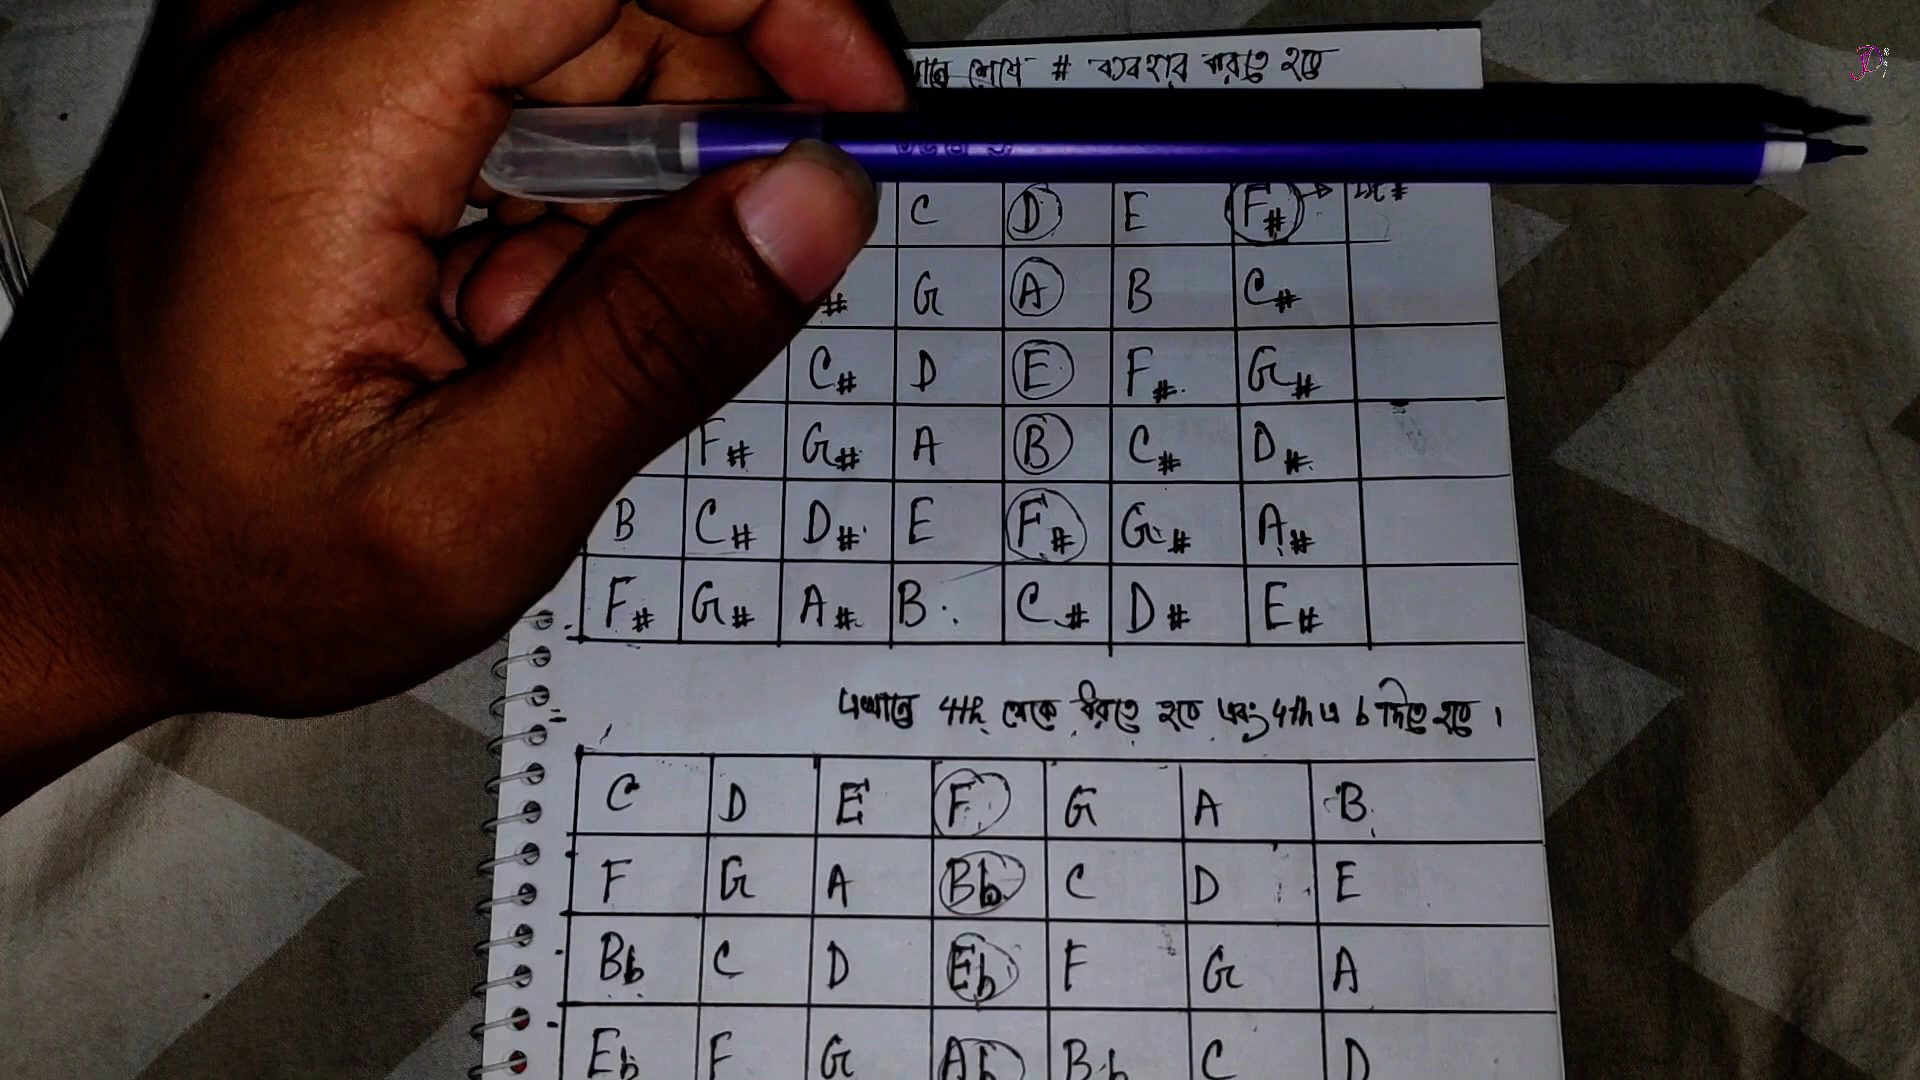 শেষে # ব্যবহার করতে হবে
C D E F# → #
# G A B C#
C# D E F# G#
F# G# A B C# D#
B C# D# E F# G# A#
F# G# A# B C# D# E#
এখানে 4th থেকে ধরতে হবে এবং 4th এ b দিতে হবে।
C D E F G A B
F G A Bb C D E
Bb C D Eb F G A
Eb F G Ab Bb C D